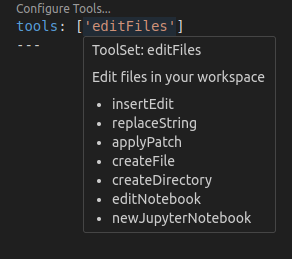 Configure Tools...
tools: ['editFiles']
---
ToolSet: editFiles
Edit files in your workspace
• insertEdit
• replaceString
• applyPatch
• createFile
• createDirectory
• editNotebook
• newJupyterNotebook